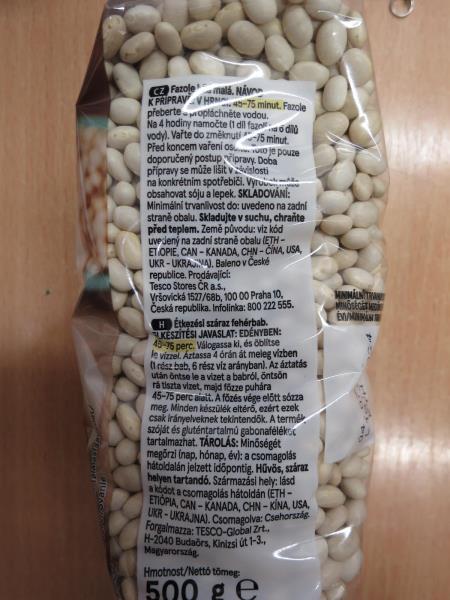 CZ Fazole malá. NÁVOD
K PŘÍPRAVĚ: V HRNCI: 45-75 minut. Fazole
přeberte a propláchněte vodou.
Na 4 hodiny namočte (1 díl fazolí na 6 dílů
vody). Vařte do změknutí 45-75 minut.
Před koncem vaření osolte. Toto je pouze
doporučený postup přípravy. Doba
přípravy se může lišit v závislosti
na konkrétním spotřebiči. Výrobek může
obsahovat sóju a lepek. SKLADOVÁNÍ:
Minimální trvanlivost do: uvedeno na zadní
straně obalu. Skladujte v suchu, chraňte
před teplem. Země původu: viz kód
uvedený na zadní straně obalu (ETH –
ETIOPIE, CAN – KANADA, CHN – ČÍNA, USA,
UKR - UKRAJINA). Baleno v České
republice. Prodávající:
Tesco Stores ČR a.s.,
Vršovická 1527/68b, 100 00 Praha 10,
Česká republika. Infolinka: 800 222 555.
H Étkezési száraz fehérbab.
ELKÉSZÍTÉSI JAVASLAT: EDÉNYBEN:
45-75 perc. Válogassa ki, és öblítse
le vízzel. Áztassa 4 órán át meleg vízben
(1 rész bab, 6 rész víz arányban). Az áztatás
után öntse le a vizet a babról, öntsön
rá tiszta vizet, majd főzze puhára
45-75 perc alatt. A főzés vége előtt sózza
meg. Minden készülék eltérő, ezért ezek
csak irányelveknek tekintendők. A termék
szóját és gluténtartalmú gabonaféléket
tartalmazhat. TÁROLÁS: Minőségét
megőrzi (nap, hónap, év): a csomagolás
hátoldalán jelzett időpontig. Hűvös, száraz
helyen tartandó. Származási hely: lásd
a kódot a csomagolás hátoldalán (ETH –
ETIÓPIA, CAN – KANADA, CHN – KÍNA, USA,
UKR - UKRAJNA). Csomagolva: Csehország.
Forgalmazza: TESCO-Global Zrt.,
H-2040 Budaörs, Kinizsi út 1-3.,
Magyarország.
Hmotnost/Nettó tömeg:
500 g e
MINIMÁLNÍ TRVAN
MINŐSÉGÉT MEG